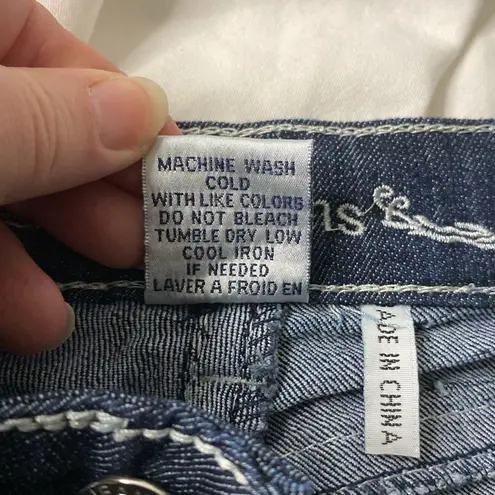 MACHINE WASH
COLD
WITH LIKE COLORS
DO NOT BLEACH
TUMBLE DRY LOW
COOL IRON
IF NEEDED
LAVER A FROID EN
MADE IN CHINA